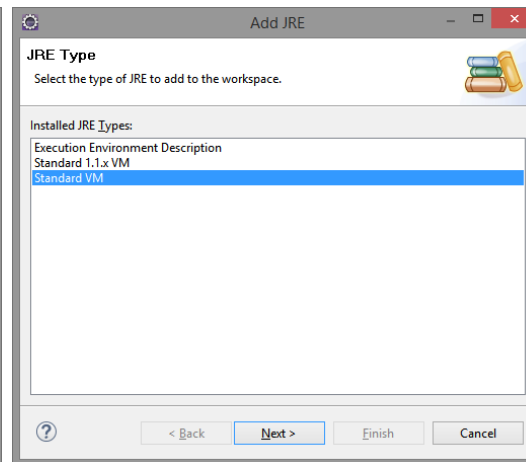 Add JRE
JRE Type
Select the type of JRE to add to the workspace.
Installed JRE Types:
Execution Environment Description
Standard 1.1.x VM
Standard VM
< Back Next > Finish Cancel